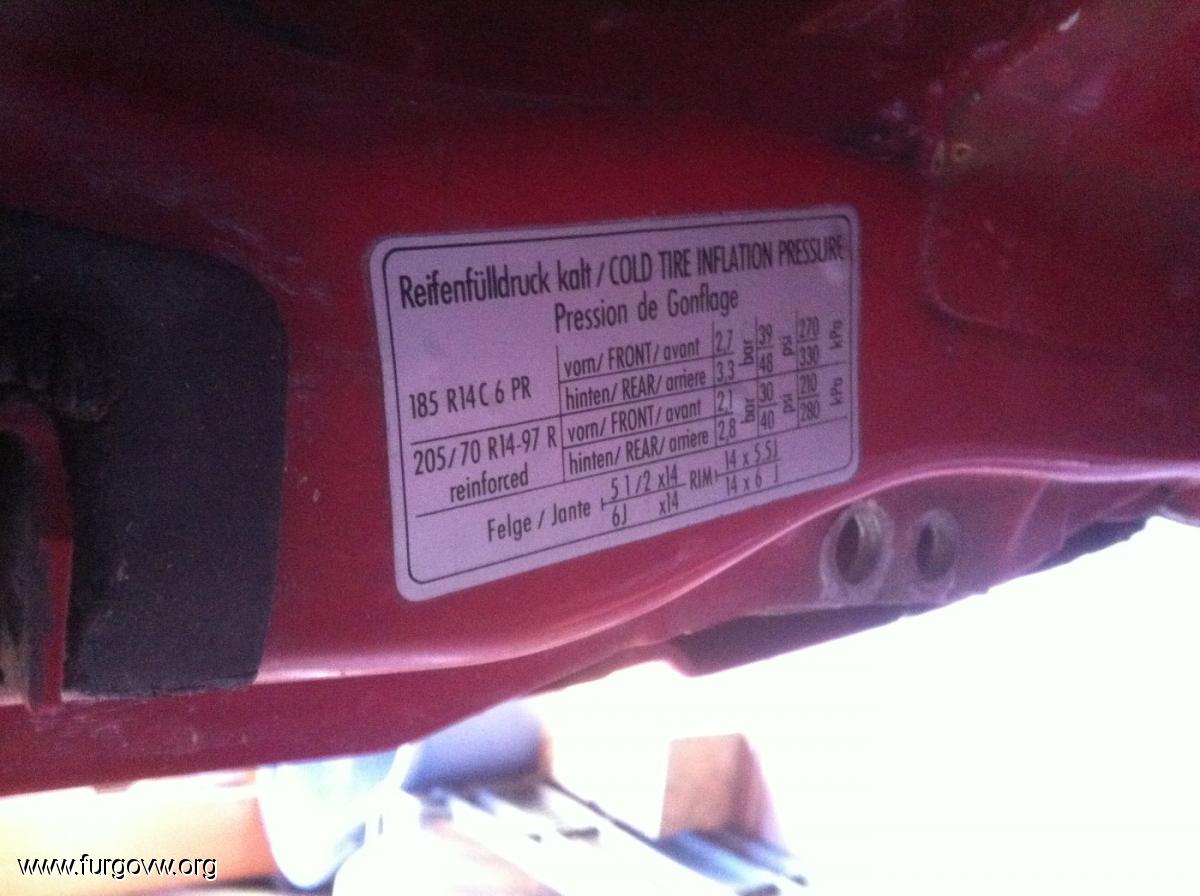 Reifenfülldruck kalt / COLD TIRE INFLATION PRESSURE
Pression de Gonflage
185 R14 C 6 PR
vorn/ FRONT/ avant 2,7 bar 39 psi 270 kPa
hinten/ REAR/ arriere 3,3 48 330
205/70 R14-97 R
reinforced
vorn/ FRONT/ avant 2,1 bar 30 psi 210 kPa
hinten/ REAR/ arriere 2,8 40 280
Felge / Jante 5 1/2 x14 RIM 14 x 5,5J
6J x14 14 x 6 J
www.furgovw.org